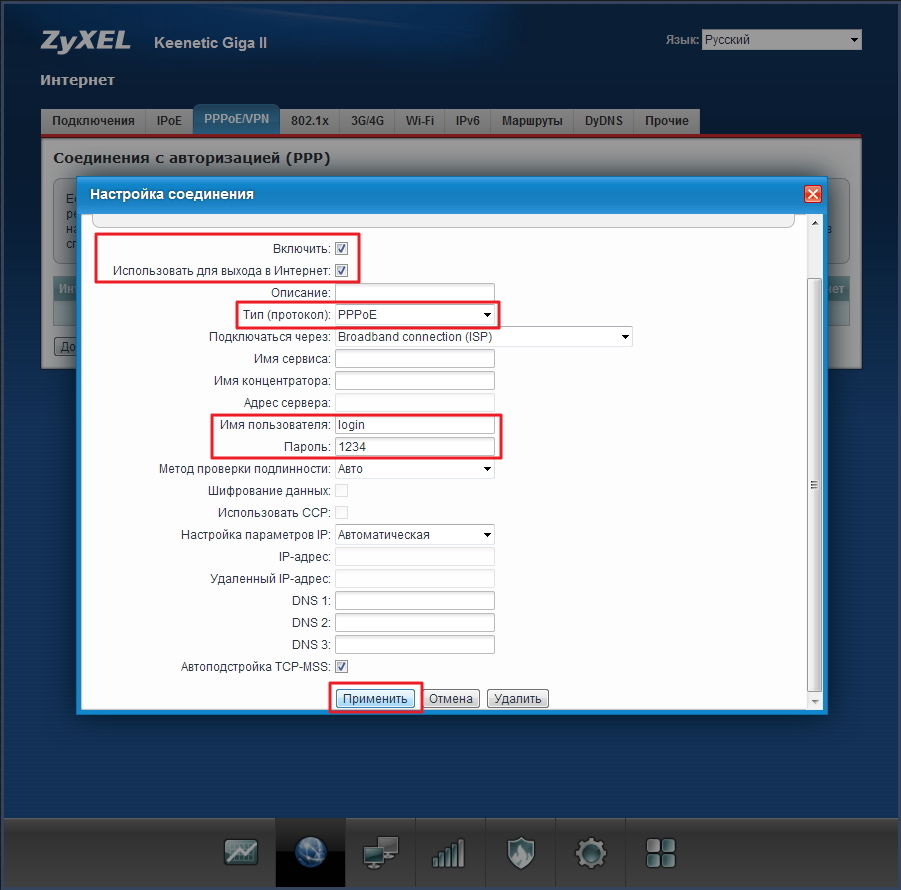 ZyXEL Keenetic Giga II
Язык: Русский
Интернет
Подключения IPoE PPPoE/VPN 802.1x 3G/4G Wi-Fi IPv6 Маршруты DyDNS Прочие
Соединения с авторизацией (PPP)
Настройка соединения
Включить:
Использовать для выхода в Интернет:
Описание:
Тип (протокол): PPPoE
Подключаться через: Broadband connection (ISP)
Имя сервиса:
Имя концентратора:
Адрес сервера:
Имя пользователя: login
Пароль: 1234
Метод проверки подлинности: Авто
Шифрование данных:
Использовать CCP:
Настройка параметров IP: Автоматическая
IP-адрес:
Удаленный IP-адрес:
DNS 1:
DNS 2:
DNS 3:
Автоподстройка TCP-MSS:
Применить Отмена Удалить